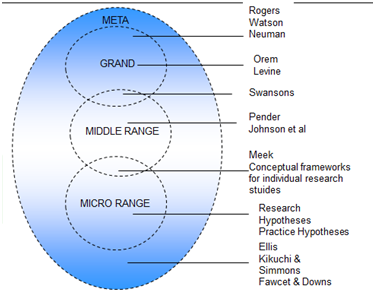 Rogers
Watson
Neuman
META
GRAND
Orem
Levine
Swansons
MIDDLE RANGE
Pender
Johnson et al
Meek
Conceptual frameworks
for individual research
stuides
MICRO RANGE
Research
Hypotheses
Practice Hypotheses
Ellis
Kikuchi &
Simmons
Fawcet & Downs